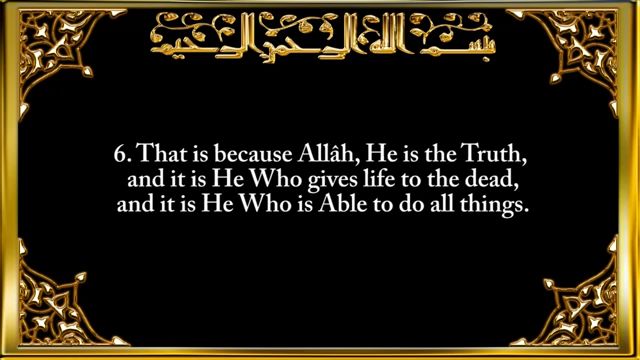 بسم الله الرحمن الرحيم
6. That is because Allâh, He is the Truth,
and it is He Who gives life to the dead,
and it is He Who is Able to do all things.